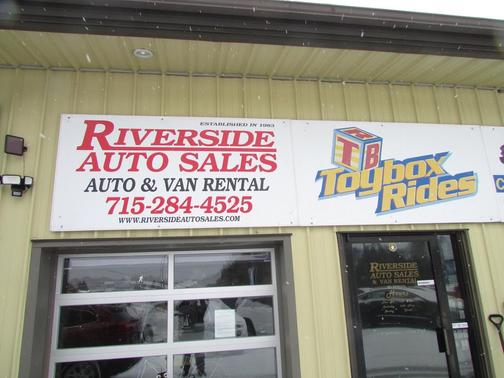 ESTABLISHED IN 1983
RIVERSIDE
AUTO SALES
AUTO & VAN RENTAL
715-284-4525
WWW.RIVERSIDEAUTOSALES.COM
T B
Toybox
Rides
RIVERSIDE
AUTO SALES
& VAN RENTAL
Hours